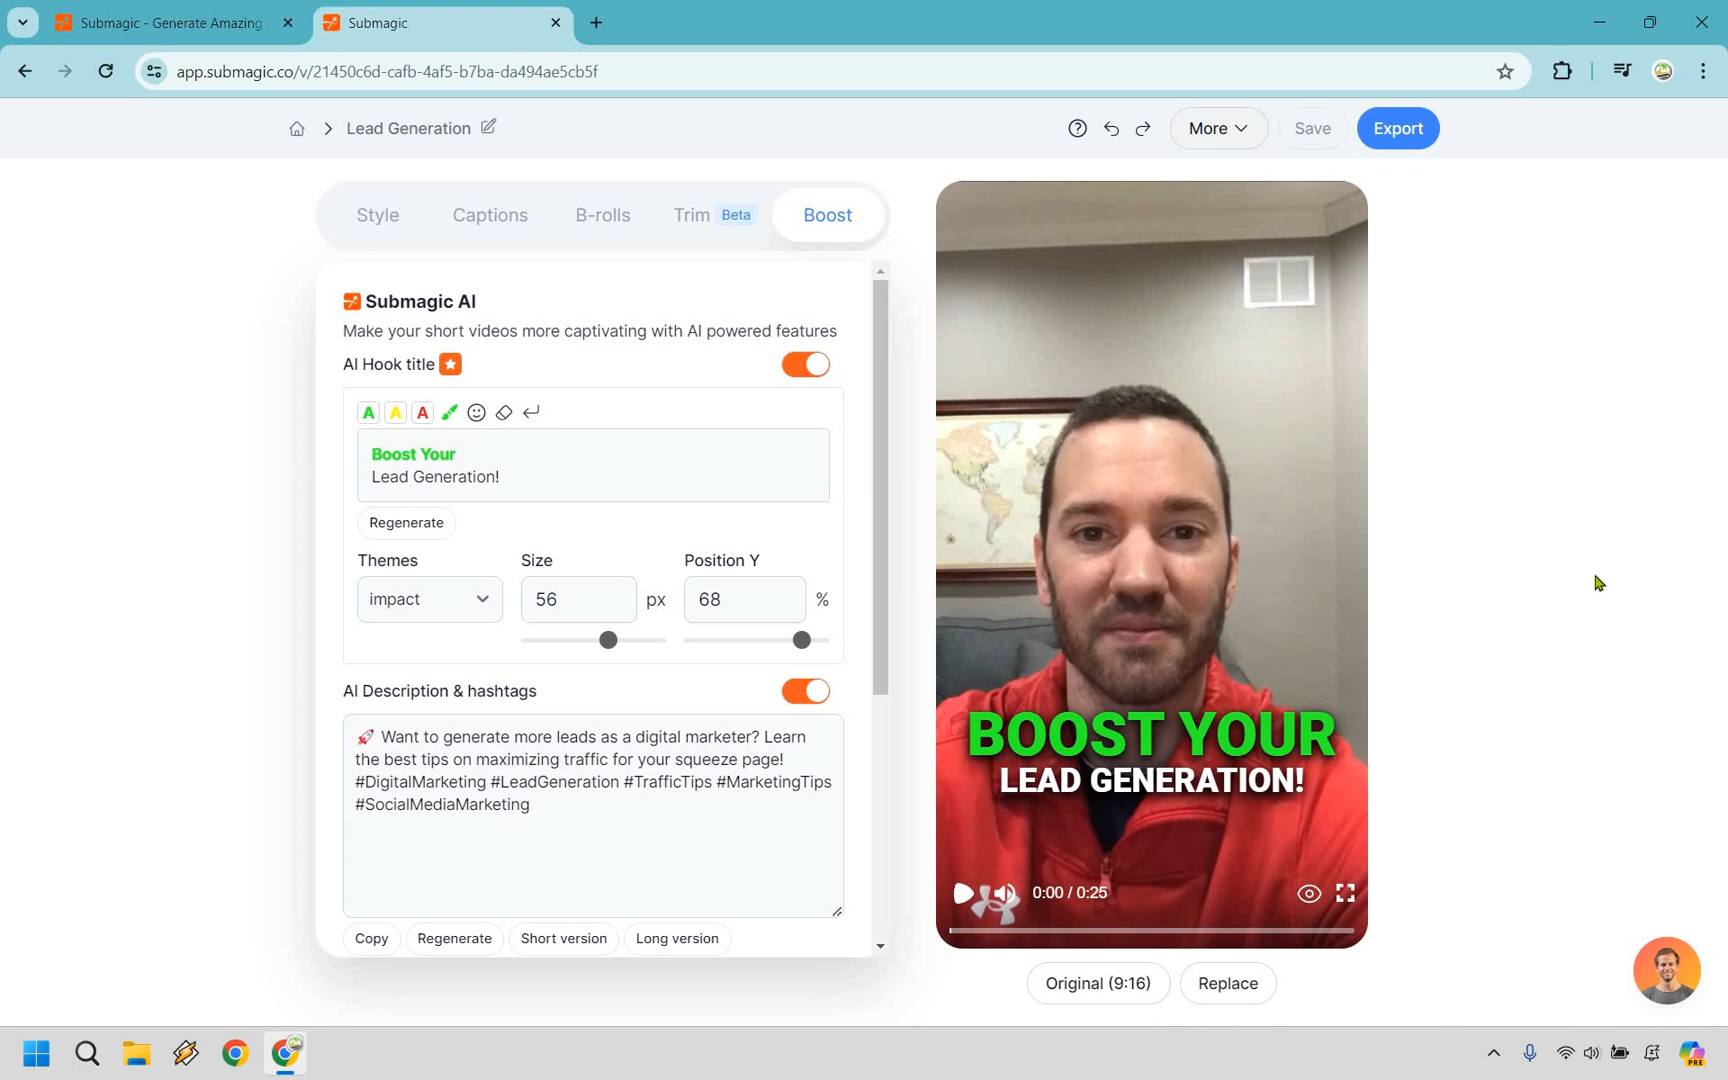 Submagic - Generate Amazing
Submagic
app.submagic.co/v/21450c6d-cafb-4af5-b7ba-da494ae5cb5f
Lead Generation
More
Save
Export
Style
Captions
B-rolls
Trim Beta
Boost
Submagic AI
Make your short videos more captivating with AI powered features
AI Hook title
A A A
Boost Your
Lead Generation!
Regenerate
Themes
Size
Position Y
impact
56
px
68
%
AI Description & hashtags
🚀 Want to generate more leads as a digital marketer? Learn
the best tips on maximizing traffic for your squeeze page!
#DigitalMarketing #LeadGeneration #TrafficTips #MarketingTips
#SocialMediaMarketing
Copy
Regenerate
Short version
Long version
BOOST YOUR
LEAD GENERATION!
0:00 / 0:25
Original (9:16)
Replace
PRE